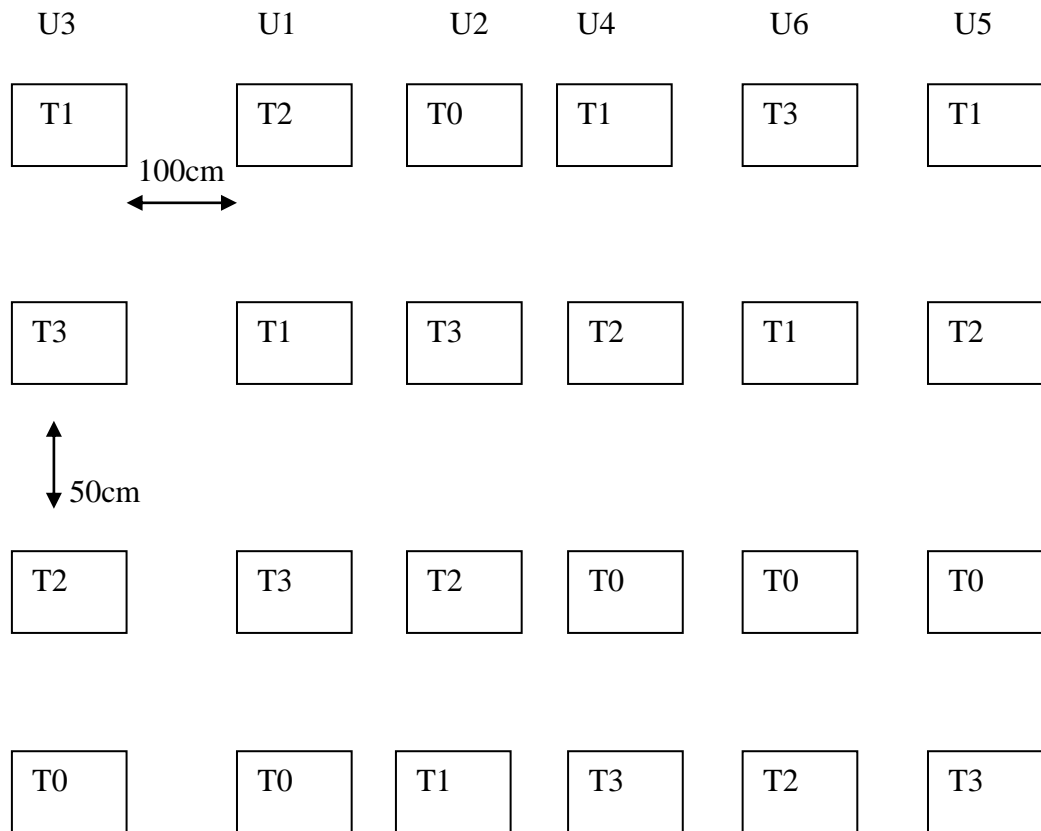 U3 U1 U2 U4 U6 U5
T1 T2 T0 T1 T3 T1
100cm
T3 T1 T3 T2 T1 T2
50cm
T2 T3 T2 T0 T0 T0
T0 T0 T1 T3 T2 T3